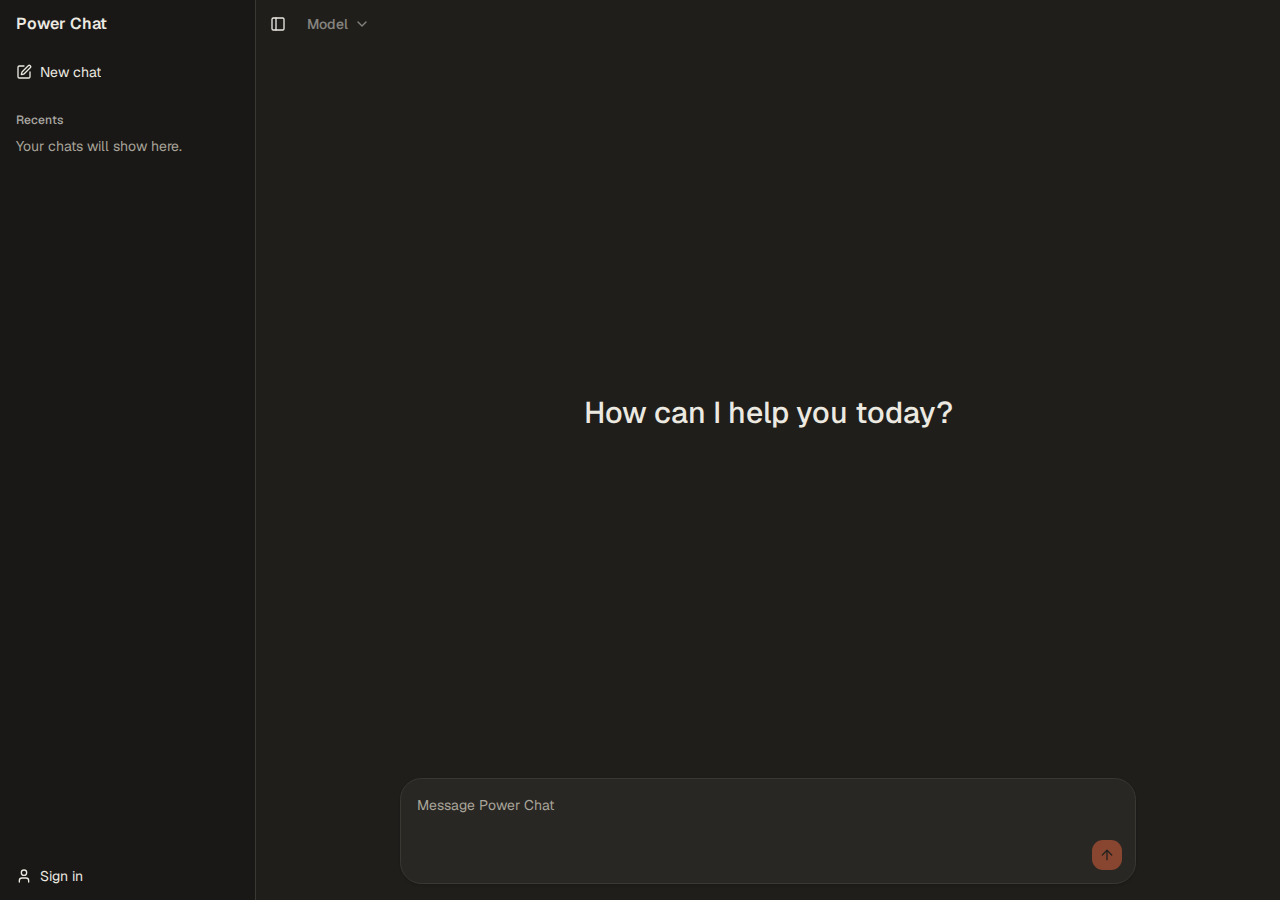 Power Chat
Model
New chat
Recents
Your chats will show here.
How can I help you today?
Message Power Chat
Sign in